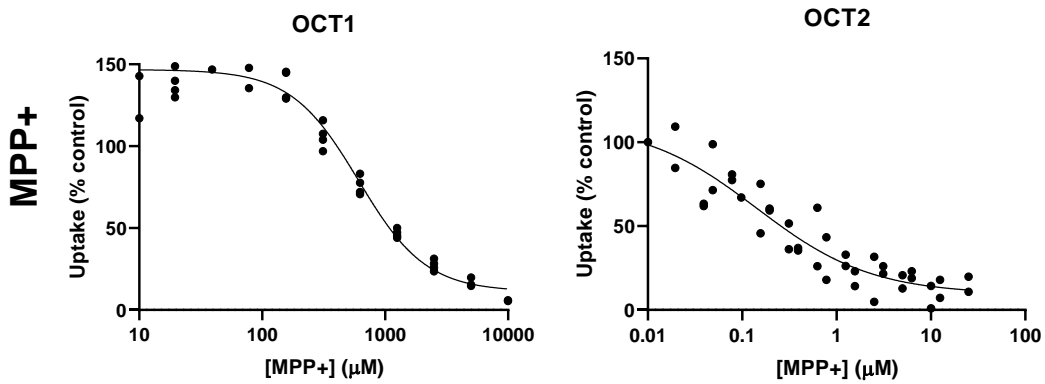 OCT1
OCT2
MPP+
Uptake (% control)
150
100
50
0
10
100
1000
10000
[MPP+] (μM)
Uptake (% control)
150
100
50
0
0.01
0.1
1
10
100
[MPP+] (μM)